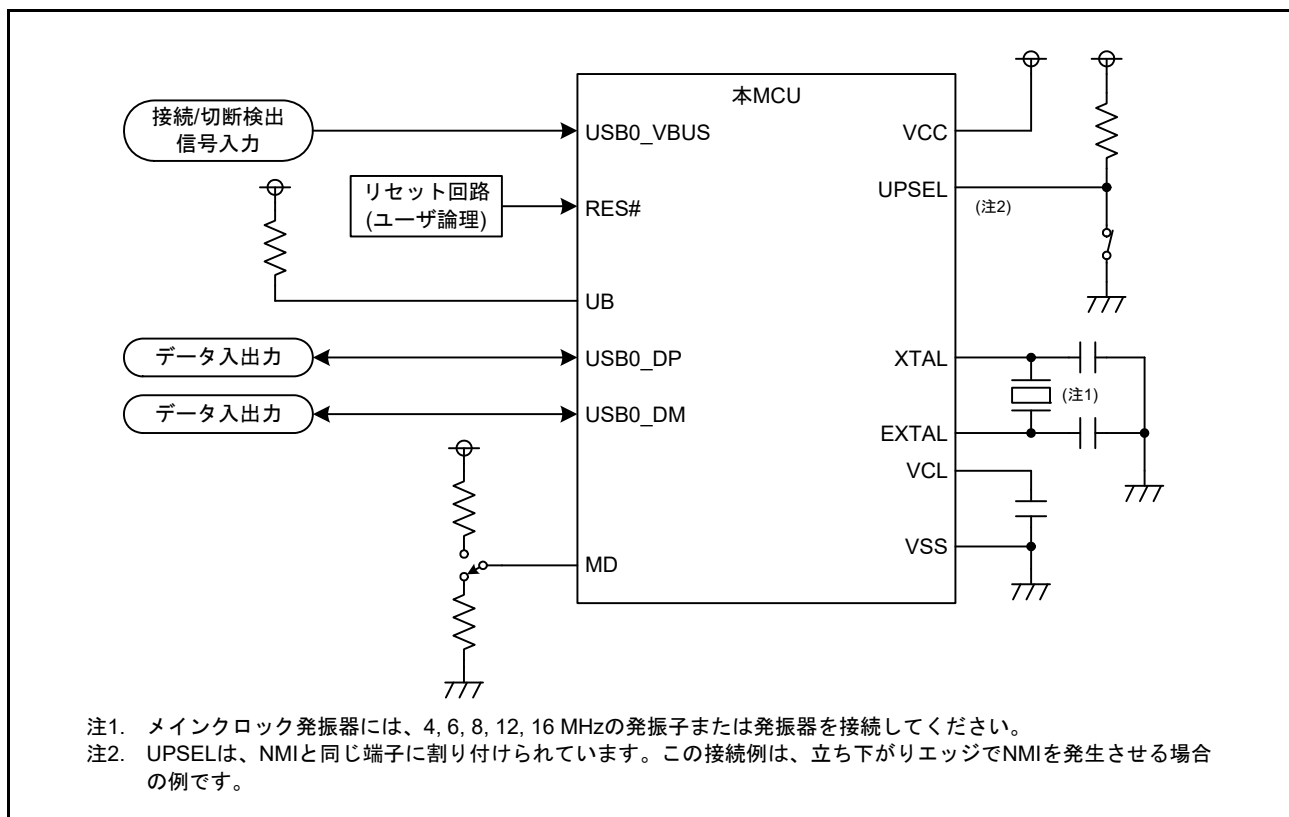 本MCU
接続/切断検出
信号入力
USB0_VBUS
VCC
リセット回路
(ユーザ論理)
RES#
UPSEL
(注2)
UB
データ入出力
USB0_DP
XTAL
(注1)
データ入出力
USB0_DM
EXTAL
VCL
VSS
MD
注1. メインクロック発振器には、4, 6, 8, 12, 16 MHzの発振子または発振器を接続してください。
注2. UPSELは、NMIと同じ端子に割り付けられています。この接続例は、立ち下がりエッジでNMIを発生させる場合
の例です。